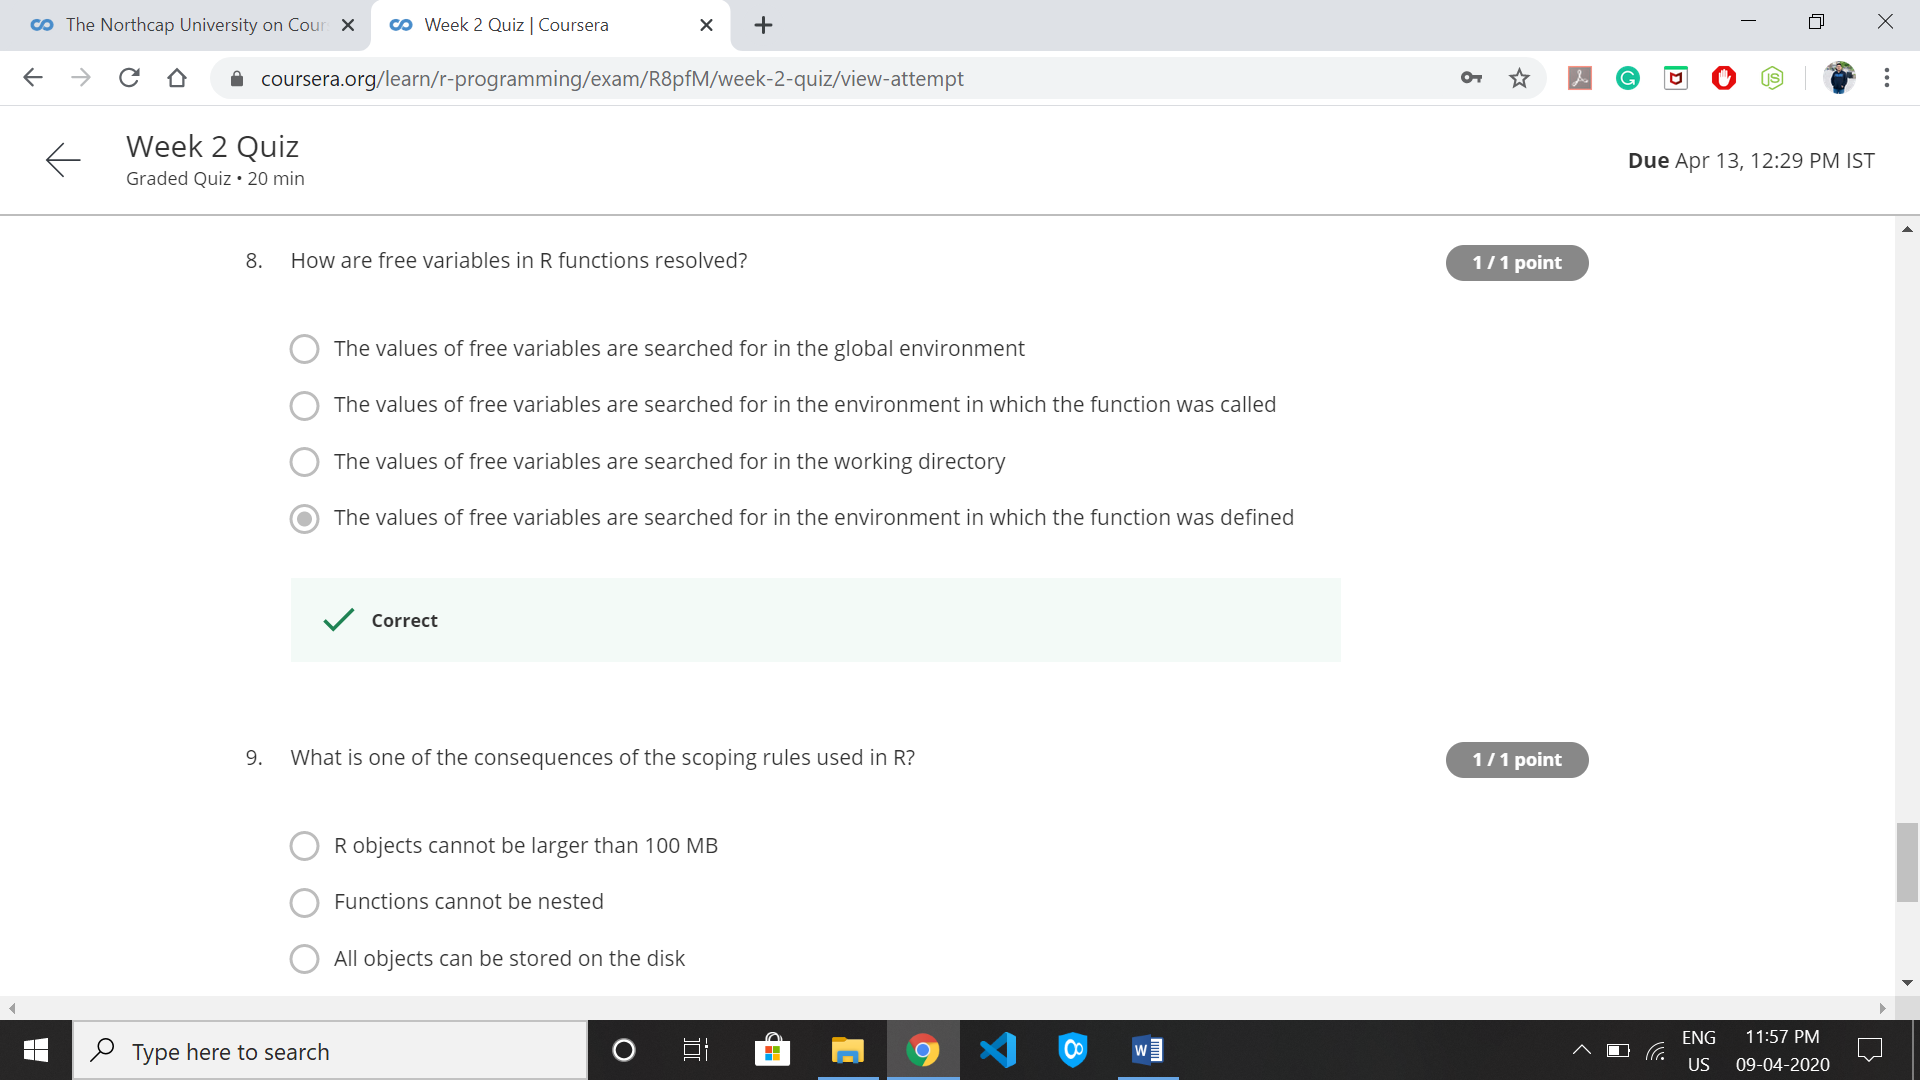 The Northcap University on Cour
Week 2 Quiz | Coursera
coursera.org/learn/r-programming/exam/R8pfM/week-2-quiz/view-attempt
Week 2 Quiz
Graded Quiz • 20 min
Due Apr 13, 12:29 PM IST
8. How are free variables in R functions resolved?
1 / 1 point
The values of free variables are searched for in the global environment
The values of free variables are searched for in the environment in which the function was called
The values of free variables are searched for in the working directory
The values of free variables are searched for in the environment in which the function was defined
Correct
9. What is one of the consequences of the scoping rules used in R?
1 / 1 point
R objects cannot be larger than 100 MB
Functions cannot be nested
All objects can be stored on the disk
Type here to search
ENG
US
11:57 PM
09-04-2020